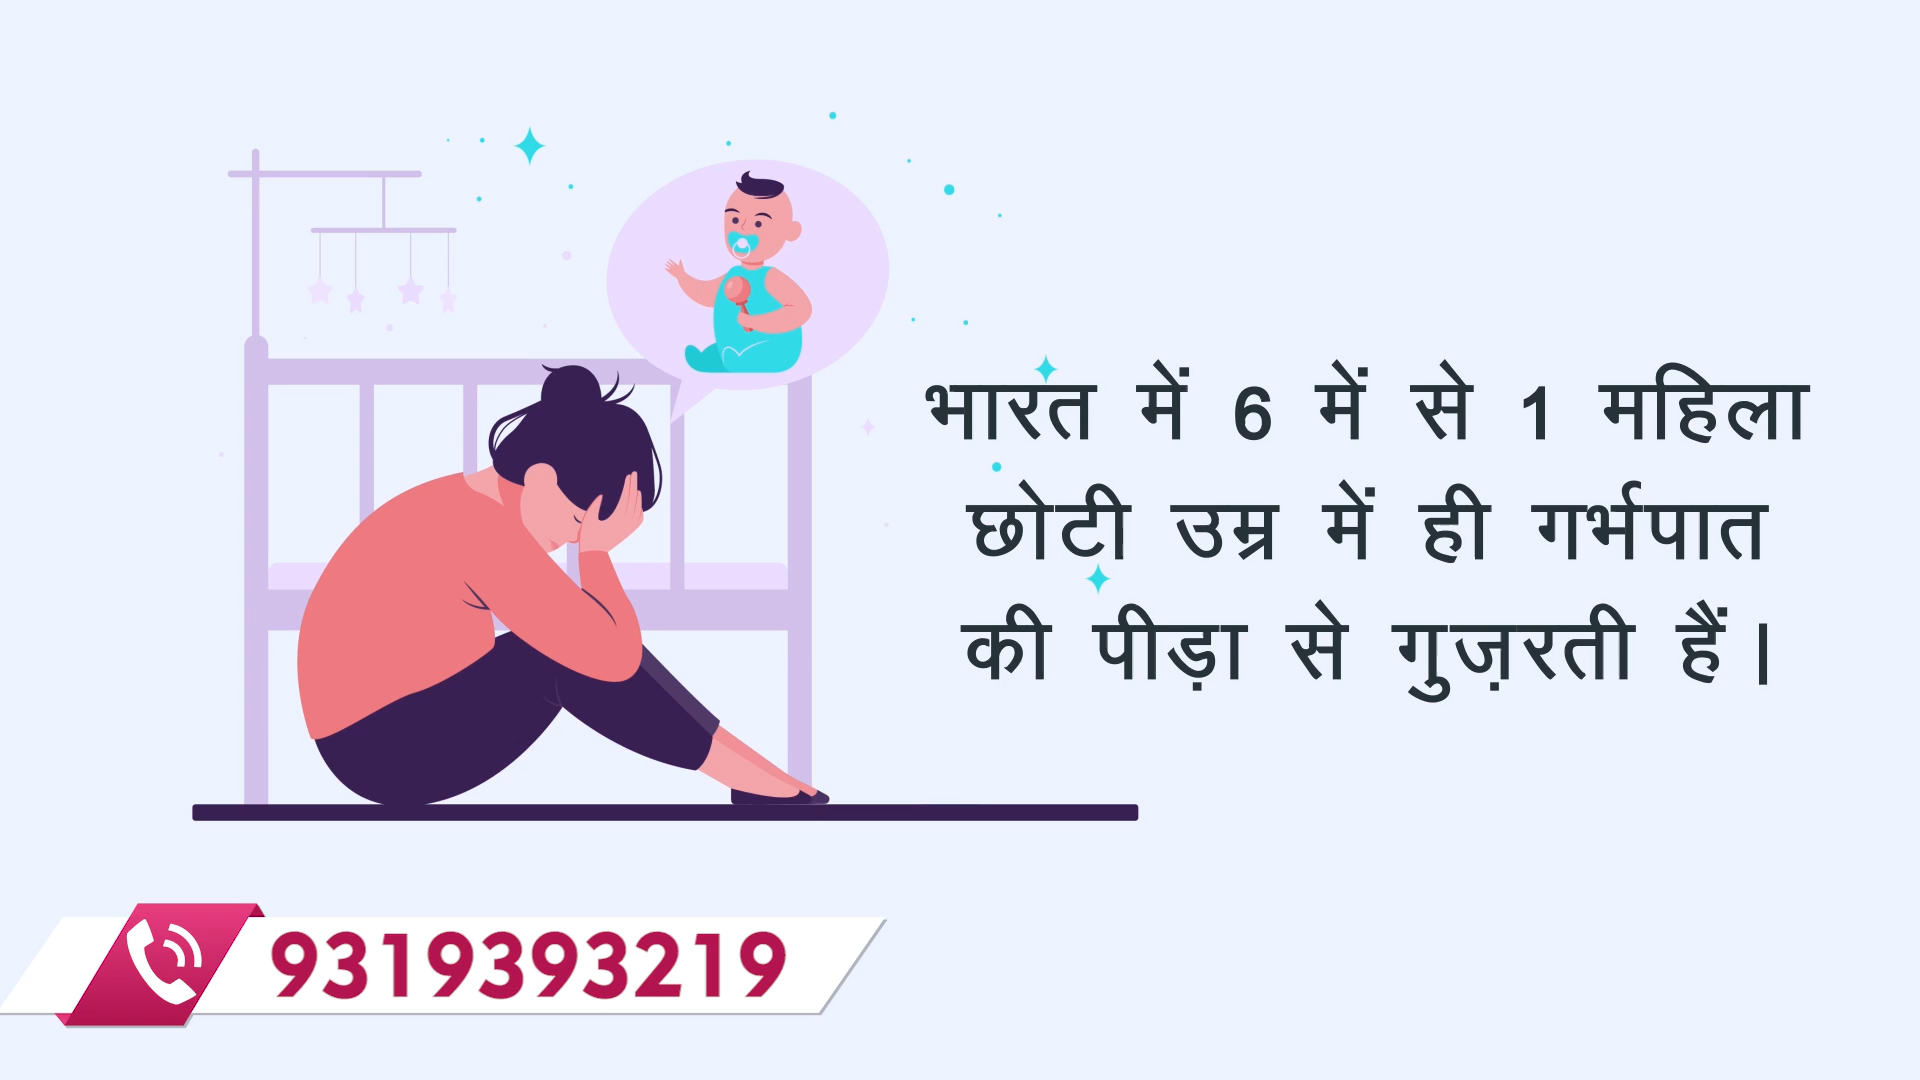 भारत में 6 में से 1 महिला
छोटी उम्र में ही गर्भपात
की पीड़ा से गुज़रती हैं।
9319393219